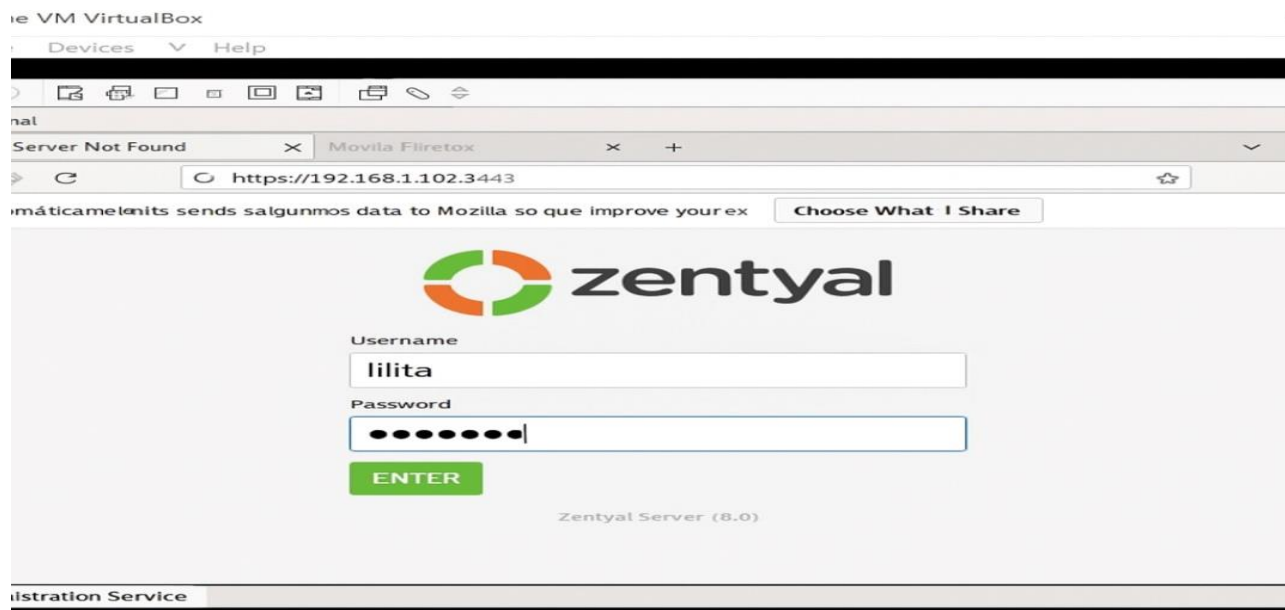 ne VM VirtualBox
Devices V Help
nal
Server Not Found Movila Fliretox
https://192.168.1.102.3443
omáticamelenits sends salgunmos data to Mozilla so que improve your ex Choose What I Share
zentyal
Username
lilita
Password
ENTER
Zentyal Server (8.0)
istration Service